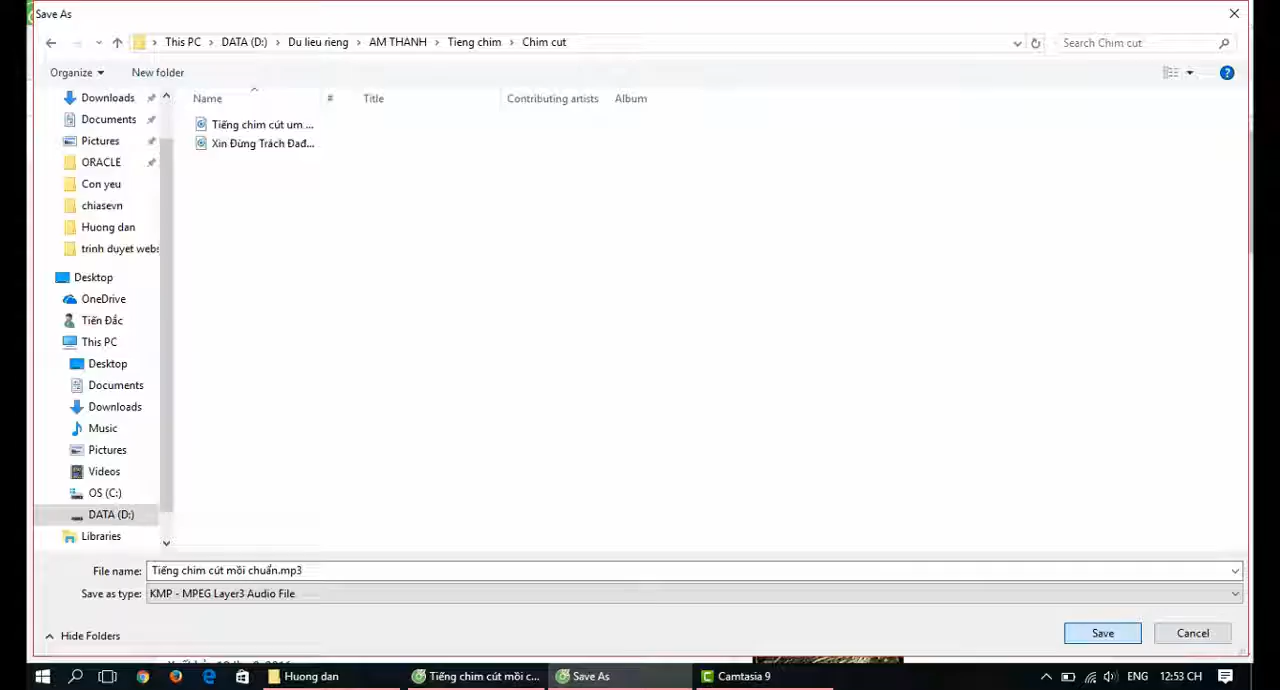 Save As
This PC > DATA (D:) > Du lieu rieng > AM THANH > Tieng chim > Chim cut
Search Chim cut
Organize
New folder
Name
#
Title
Contributing artists
Album
Downloads
Documents
Pictures
ORACLE
Con yeu
chiasevn
Huong dan
trinh duyet webs
Desktop
OneDrive
Tiến Đắc
This PC
Desktop
Documents
Downloads
Music
Pictures
Videos
OS (C:)
DATA (D:)
Libraries
Tiếng chim cút um ...
Xin Đừng Trách Đađ...
File name: Tiếng chim cút mồi chuẩn.mp3
Save as type: KMP - MPEG Layer3 Audio File
Hide Folders
Save
Cancel
Huong dan
Tiếng chim cút mồi c...
Save As
Camtasia 9
ENG
12:53 CH